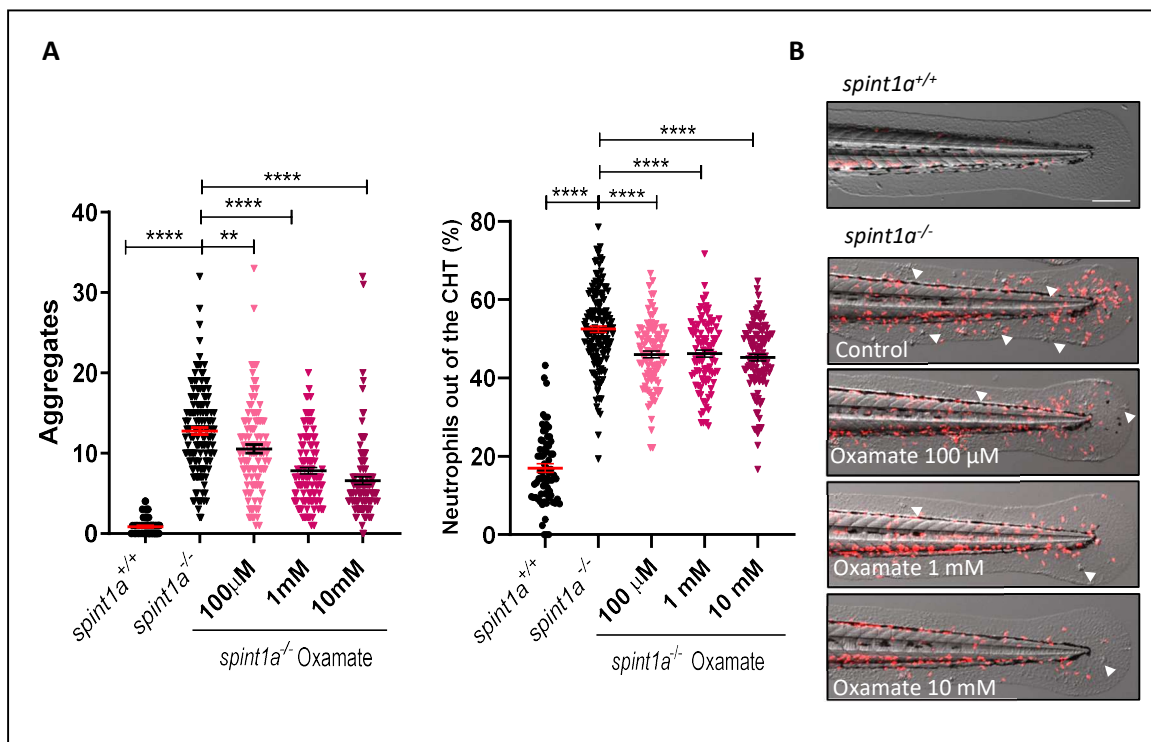 A
B
****
****
**
****
Aggregates
40
30
20
10
0
spint1a +/+
spint1a -/-
100µM
1mM
10mM
spint1a-/- Oxamate
****
****
****
****
Neutrophils out of the CHT (%)
80
60
40
20
0
spint1a +/+
spint1a -/-
100 µM
1 mM
10 mM
spint1a-/- Oxamate
spint1a+/+
spint1a-/-
Control
Oxamate 100 µM
Oxamate 1 mM
Oxamate 10 mM